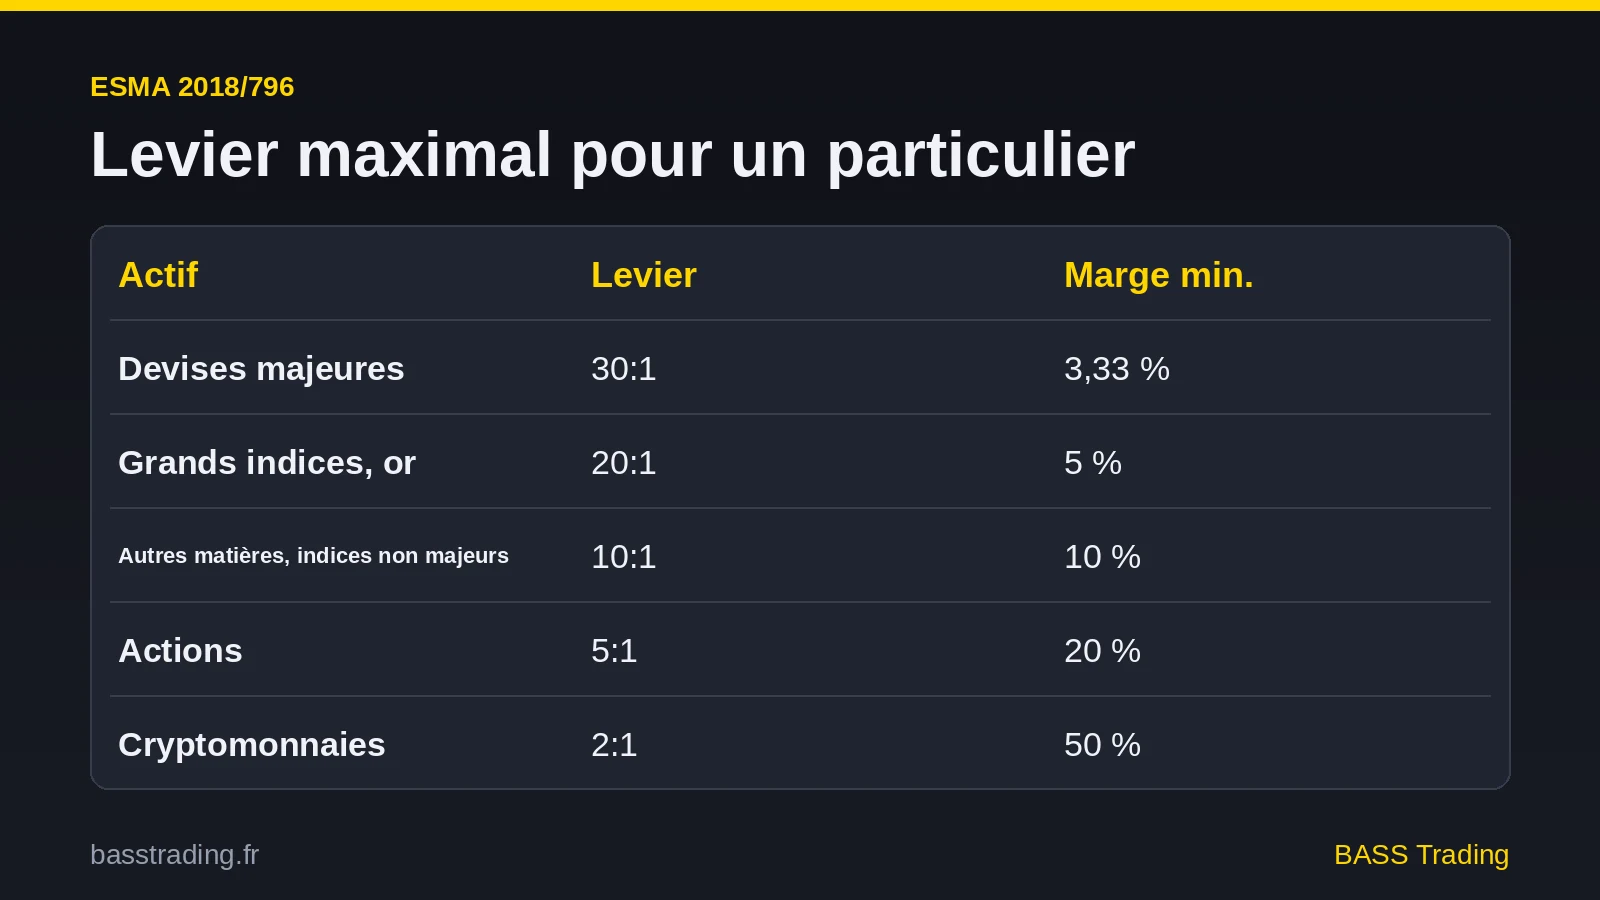 ESMA 2018/796
Levier maximal pour un particulier
Actif Levier Marge min.
Devises majeures 30:1 3,33 %
Grands indices, or 20:1 5 %
Autres matières, indices non majeurs 10:1 10 %
Actions 5:1 20 %
Cryptomonnaies 2:1 50 %
basstrading.fr BASS Trading